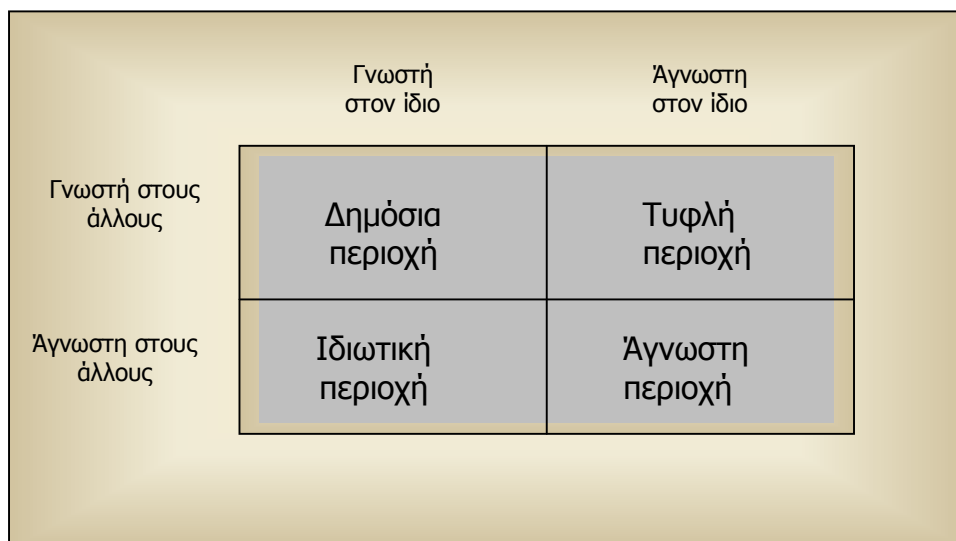 Γνωστή
στον ίδιο
Άγνωστη
στον ίδιο
Γνωστή στους
άλλους
Δημόσια
περιοχή
Τυφλή
περιοχή
Άγνωστη στους
άλλους
Ιδιωτική
περιοχή
Άγνωστη
περιοχή